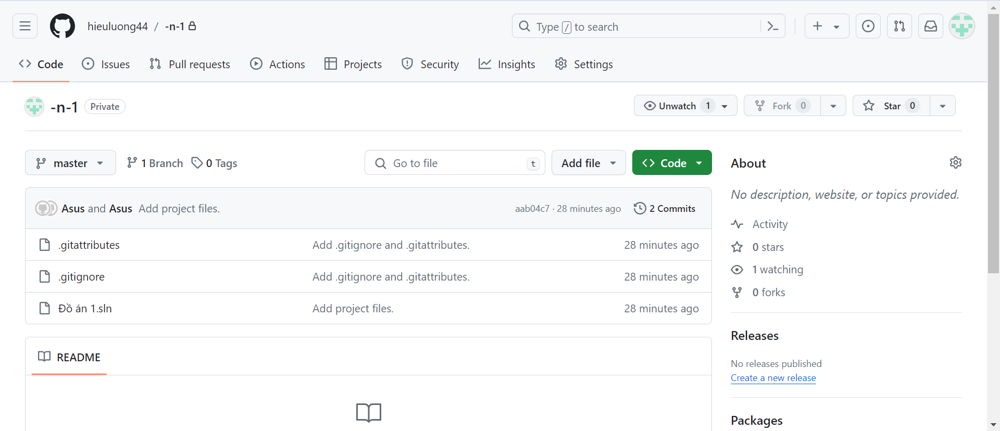 hieuluong44 / -n-1
Type / to search
Code Issues Pull requests Actions Projects Security Insights Settings
-n-1 Private
Unwatch 1 Fork 0 Star 0
master 1 Branch 0 Tags
Go to file t
Add file
Code
Asus and Asus Add project files. aab04c7 · 28 minutes ago 2 Commits
.gitattributes Add .gitignore and .gitattributes. 28 minutes ago
.gitignore Add .gitignore and .gitattributes. 28 minutes ago
Đồ án 1.sln Add project files. 28 minutes ago
README
About
No description, website, or topics provided.
Activity
0 stars
1 watching
0 forks
Releases
No releases published
Create a new release
Packages